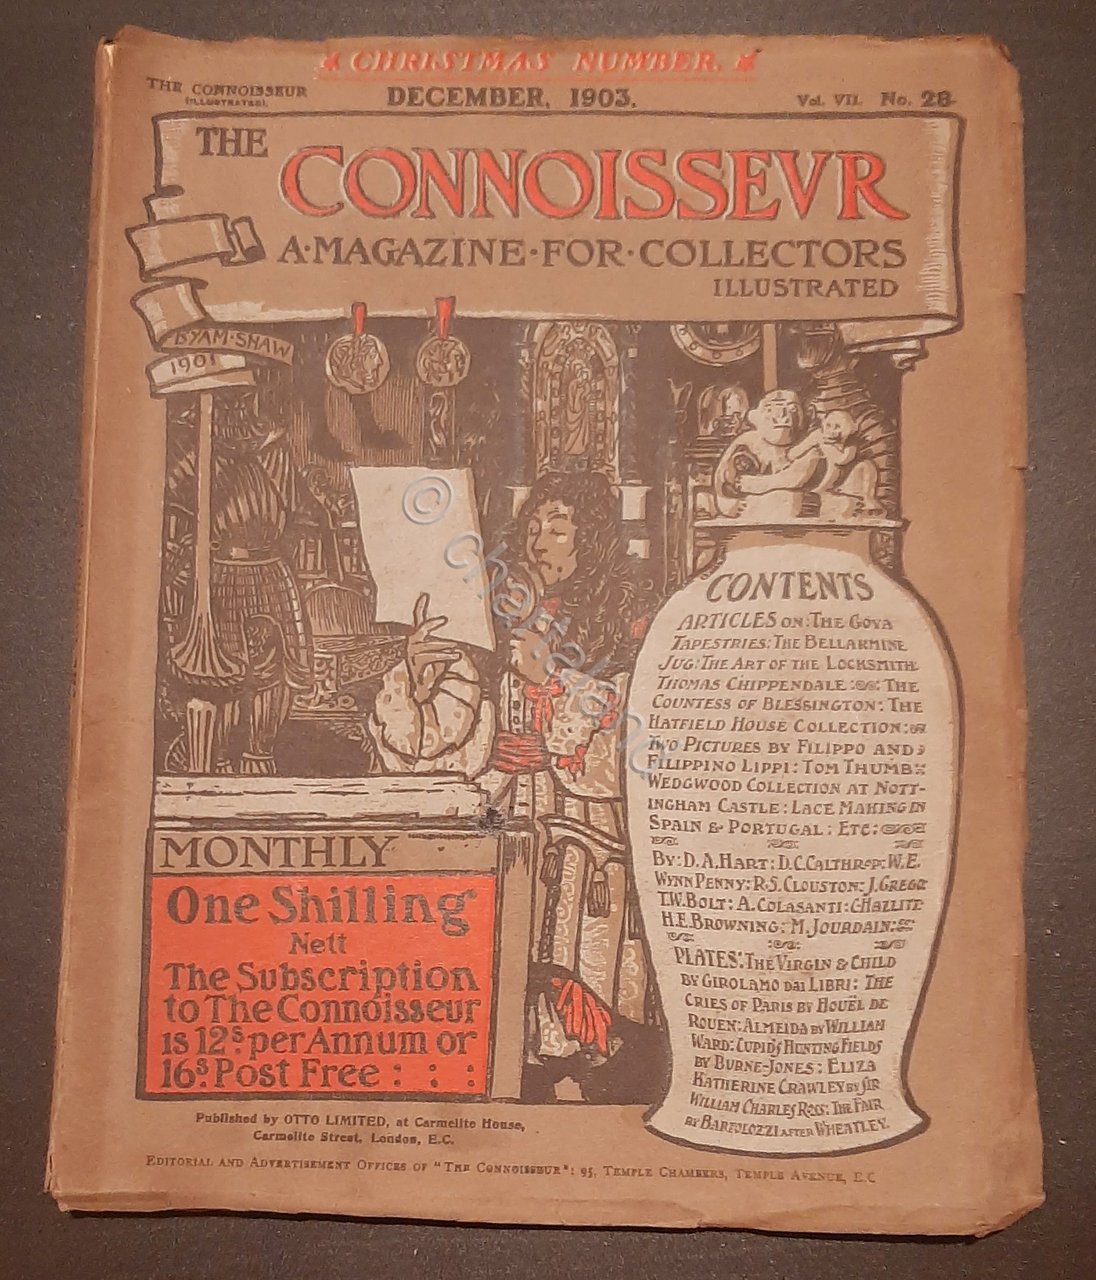 CHRISTMAS NUMBER.
THE CONNOISSEUR
(ILLUSTRATED).
DECEMBER, 1903.
Vol. VII. No. 28.
THE
CONNOISSEVR
A·MAGAZINE·FOR·COLLECTORS
ILLUSTRATED
BYAM·SHAW
1901
CONTENTS
ARTICLES ON: THE GOYA
TAPESTRIES: THE BELLARMINE
JUG: THE ART OF THE LOCKSMITH:
THOMAS CHIPPENDALE: THE
COUNTESS OF BLESSINGTON: THE
HATFIELD HOUSE COLLECTION:
TWO PICTURES BY FILIPPO AND
FILIPPINO LIPPI: TOM THUMB
WEDGWOOD COLLECTION AT NOTT-
INGHAM CASTLE: LACE MAKING IN
SPAIN & PORTUGAL: ETC:
BY: D.A.HART: D.C.CALTHROP: W.E.
WYNN PENNY: R.S. CLOUSTON: J. GREGO:
T.W. BOLT: A. COLASANTI: C. HAZLITT:
H.E. BROWNING: M. JOURDAIN:
PLATES: THE VIRGIN & CHILD
BY GIROLAMO DAI LIBRI: THE
CRIES OF PARIS BY HOUËL DE
ROUEN: ALMEIDA BY WILLIAM
WARD: CUPID'S HUNTING FIELDS
BY BURNE-JONES: ELIZA
KATHERINE CRAWLEY BY SIR
WILLIAM CHARLES ROSS: THE FAIR
BY BARTOLOZZI AFTER WHEATLEY.
MONTHLY
One Shilling
Nett
The Subscription
to The Connoisseur
is 12s. per Annum or
16s. Post Free : : :
Published by OTTO LIMITED, at Carmelite House,
Carmelite Street, London, E.C.
EDITORIAL AND ADVERTISEMENT OFFICES OF "THE CONNOISSEUR": 95, TEMPLE CHAMBERS, TEMPLE AVENUE, E.C
© chartaland